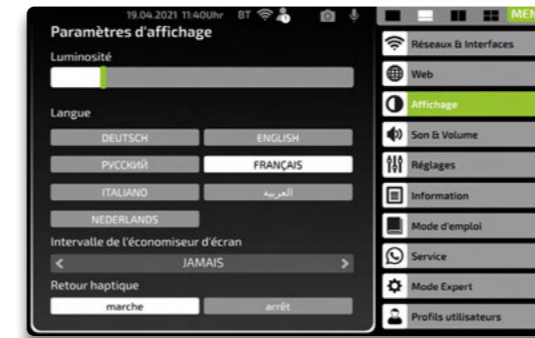 19.04.2021 11:40Uhr BT
MEN
Paramètres d'affichage
Luminosité
Langue
DEUTSCH ENGLISH
РУССКИЙ FRANÇAIS
ITALIANO العربية
NEDERLANDS
Intervalle de l'économiseur d'écran
< JAMAIS >
Retour haptique
marche arrêt
Réseaux & Interfaces
Web
Affichage
Son & Volume
Réglages
Information
Mode d'emploi
Service
Mode Expert
Profils utilisateurs